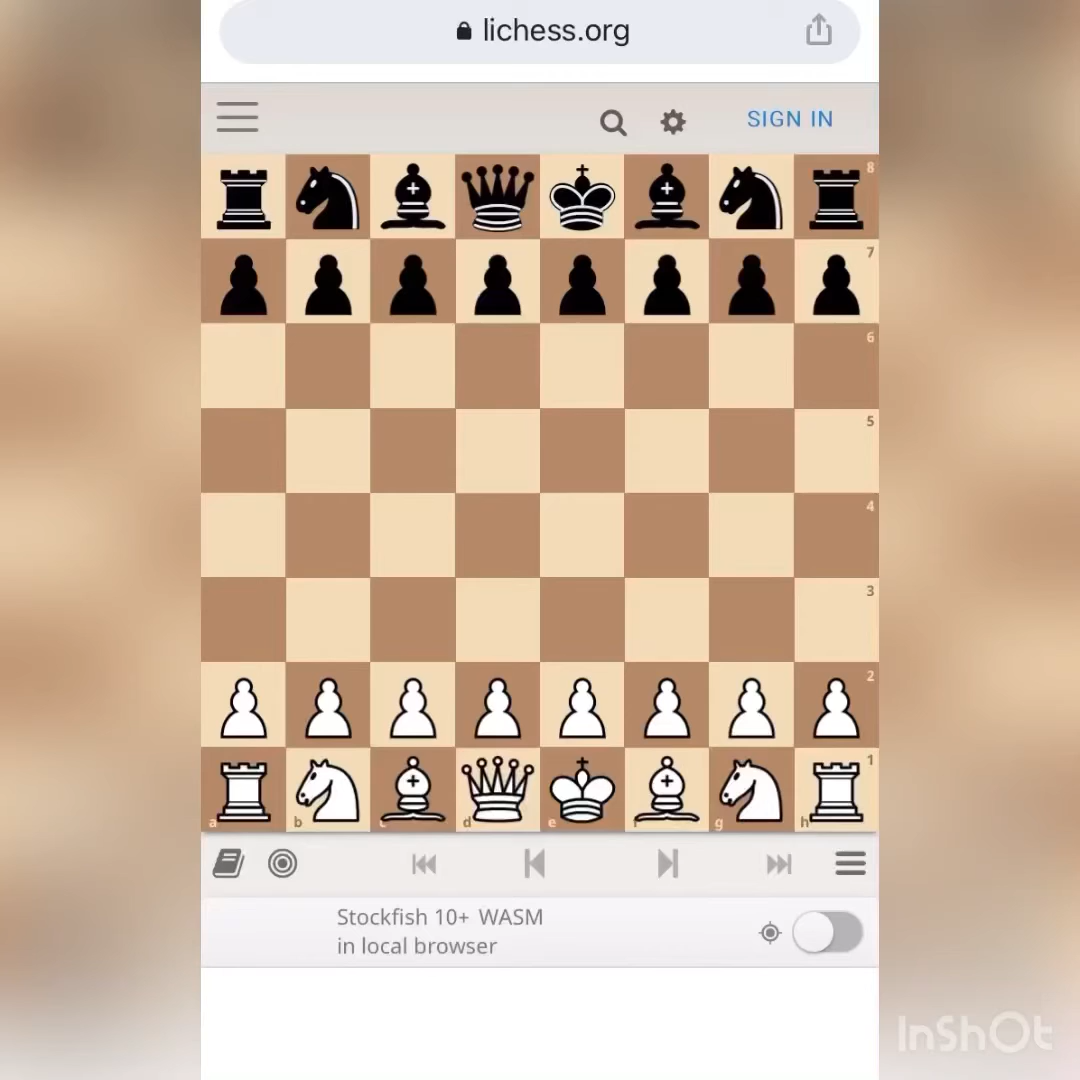 lichess.org
SIGN IN
8
7
6
5
4
3
2
1
a b c d e f g h
Stockfish 10+ WASM
in local browser
InShOt